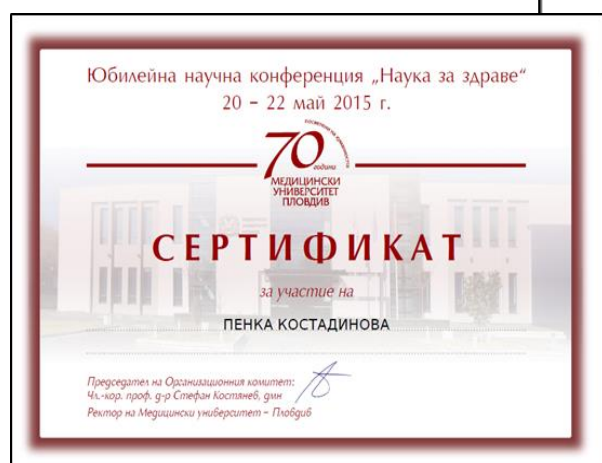 Юбилейна научна конференция „Наука за здраве“
20 – 22 май 2015 г.
70
години
МЕДИЦИНСКИ
УНИВЕРСИТЕТ
ПЛОВДИВ
СЕРТИФИКАТ
за участие на
ПЕНКА КОСТАДИНОВА
Председател на Организационния комитет:
Чл.-кор. проф. д-р Стефан Костянев, дмн
Ректор на Медицински университет – Пловдив